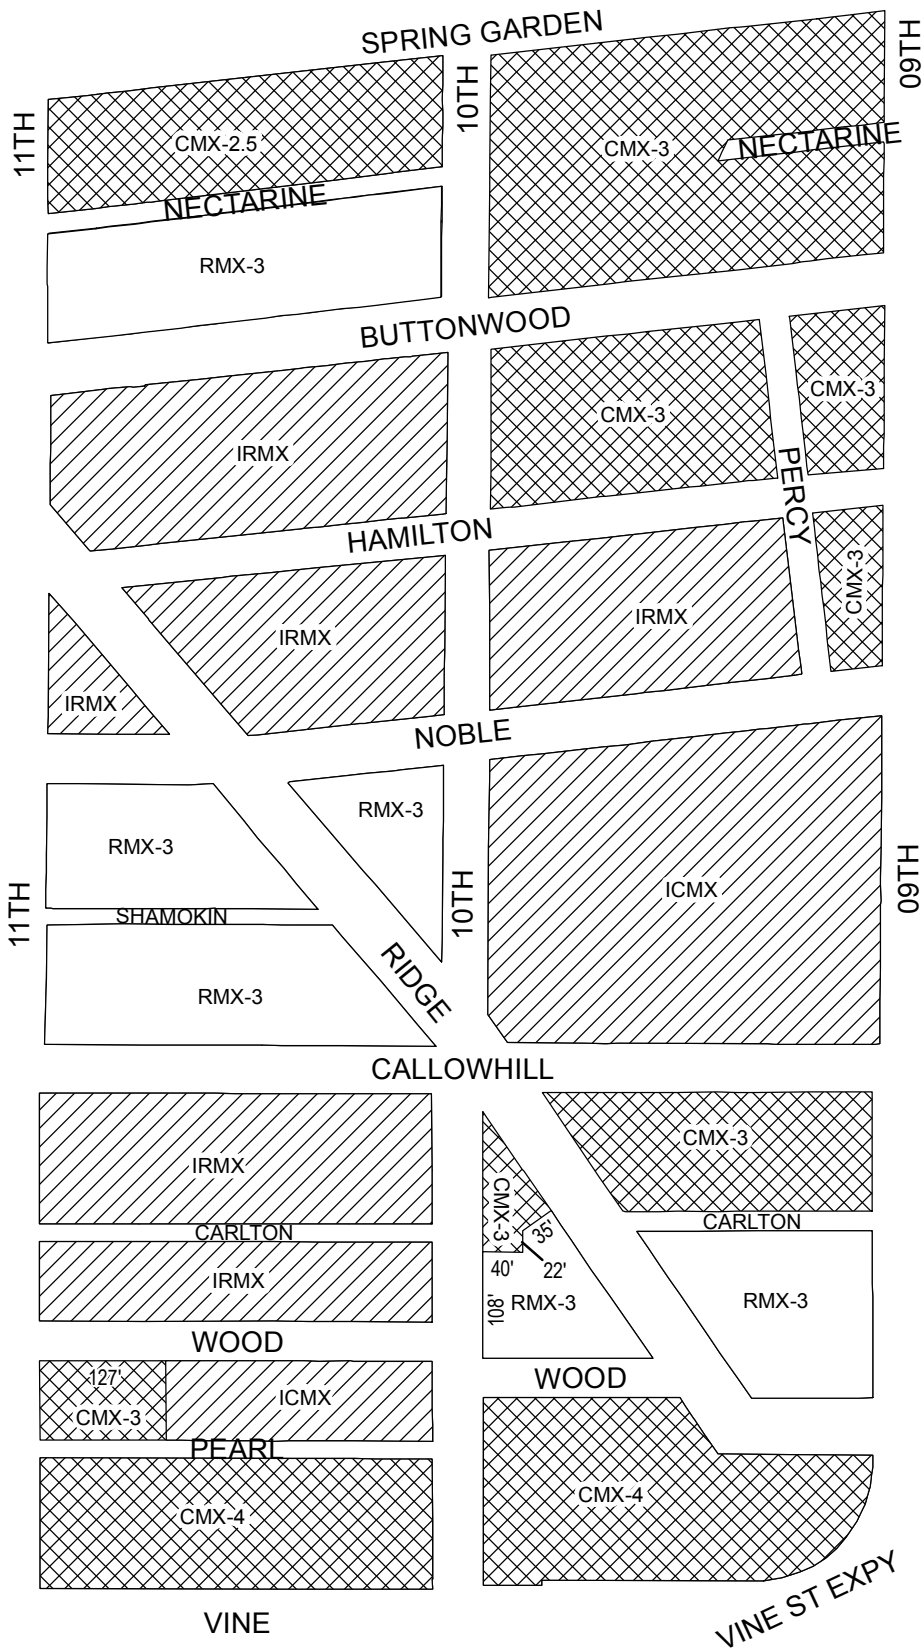 SPRING GARDEN
09TH
11TH
10TH
CMX-2.5
CMX-3
NECTARINE
NECTARINE
RMX-3
BUTTONWOOD
CMX-3
CMX-3
IRMX
PERCY
HAMILTON
CMX-3
IRMX
IRMX
IRMX
NOBLE
RMX-3
RMX-3
ICMX
09TH
11TH
10TH
SHAMOKIN
RIDGE
RMX-3
CALLOWHILL
CMX-3
IRMX
CMX-3
CARLTON
CARLTON
35'
40'
22'
IRMX
108'
RMX-3
RMX-3
WOOD
WOOD
127'
ICMX
CMX-3
PEARL
CMX-4
CMX-4
VINE
VINE ST EXPY